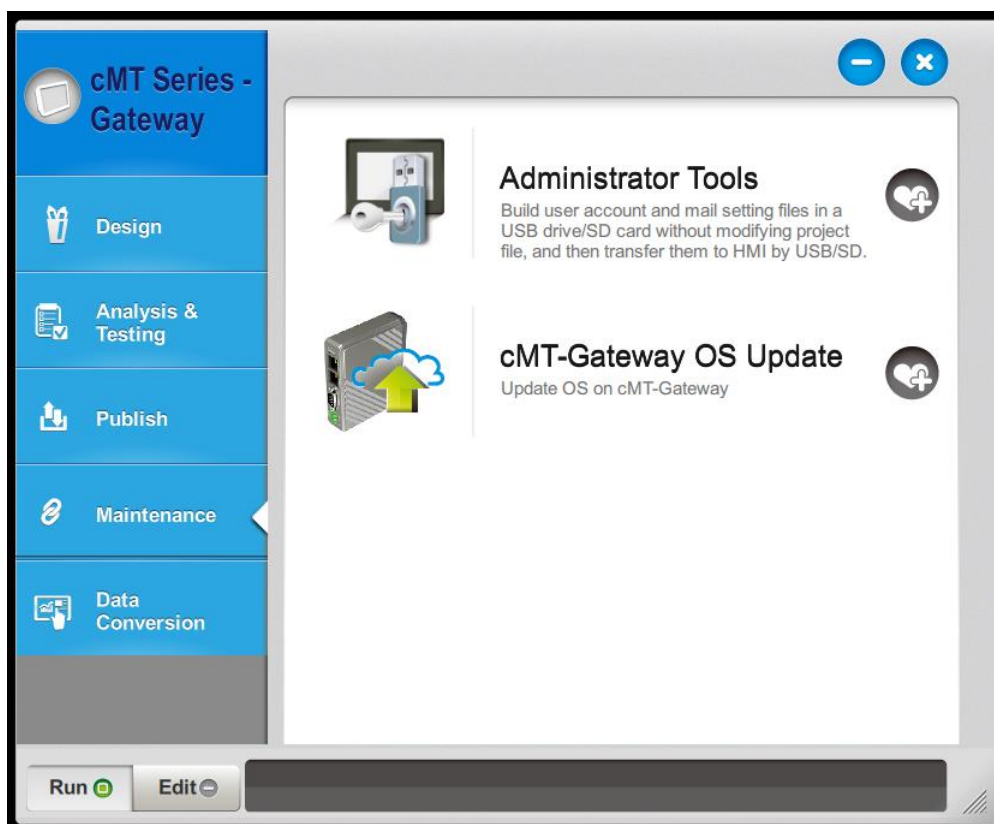 cMT Series -
Gateway
Design
Analysis &
Testing
Publish
Maintenance
Data
Conversion
Administrator Tools
Build user account and mail setting files in a
USB drive/SD card without modifying project
file, and then transfer them to HMI by USB/SD.
cMT-Gateway OS Update
Update OS on cMT-Gateway
Run
Edit